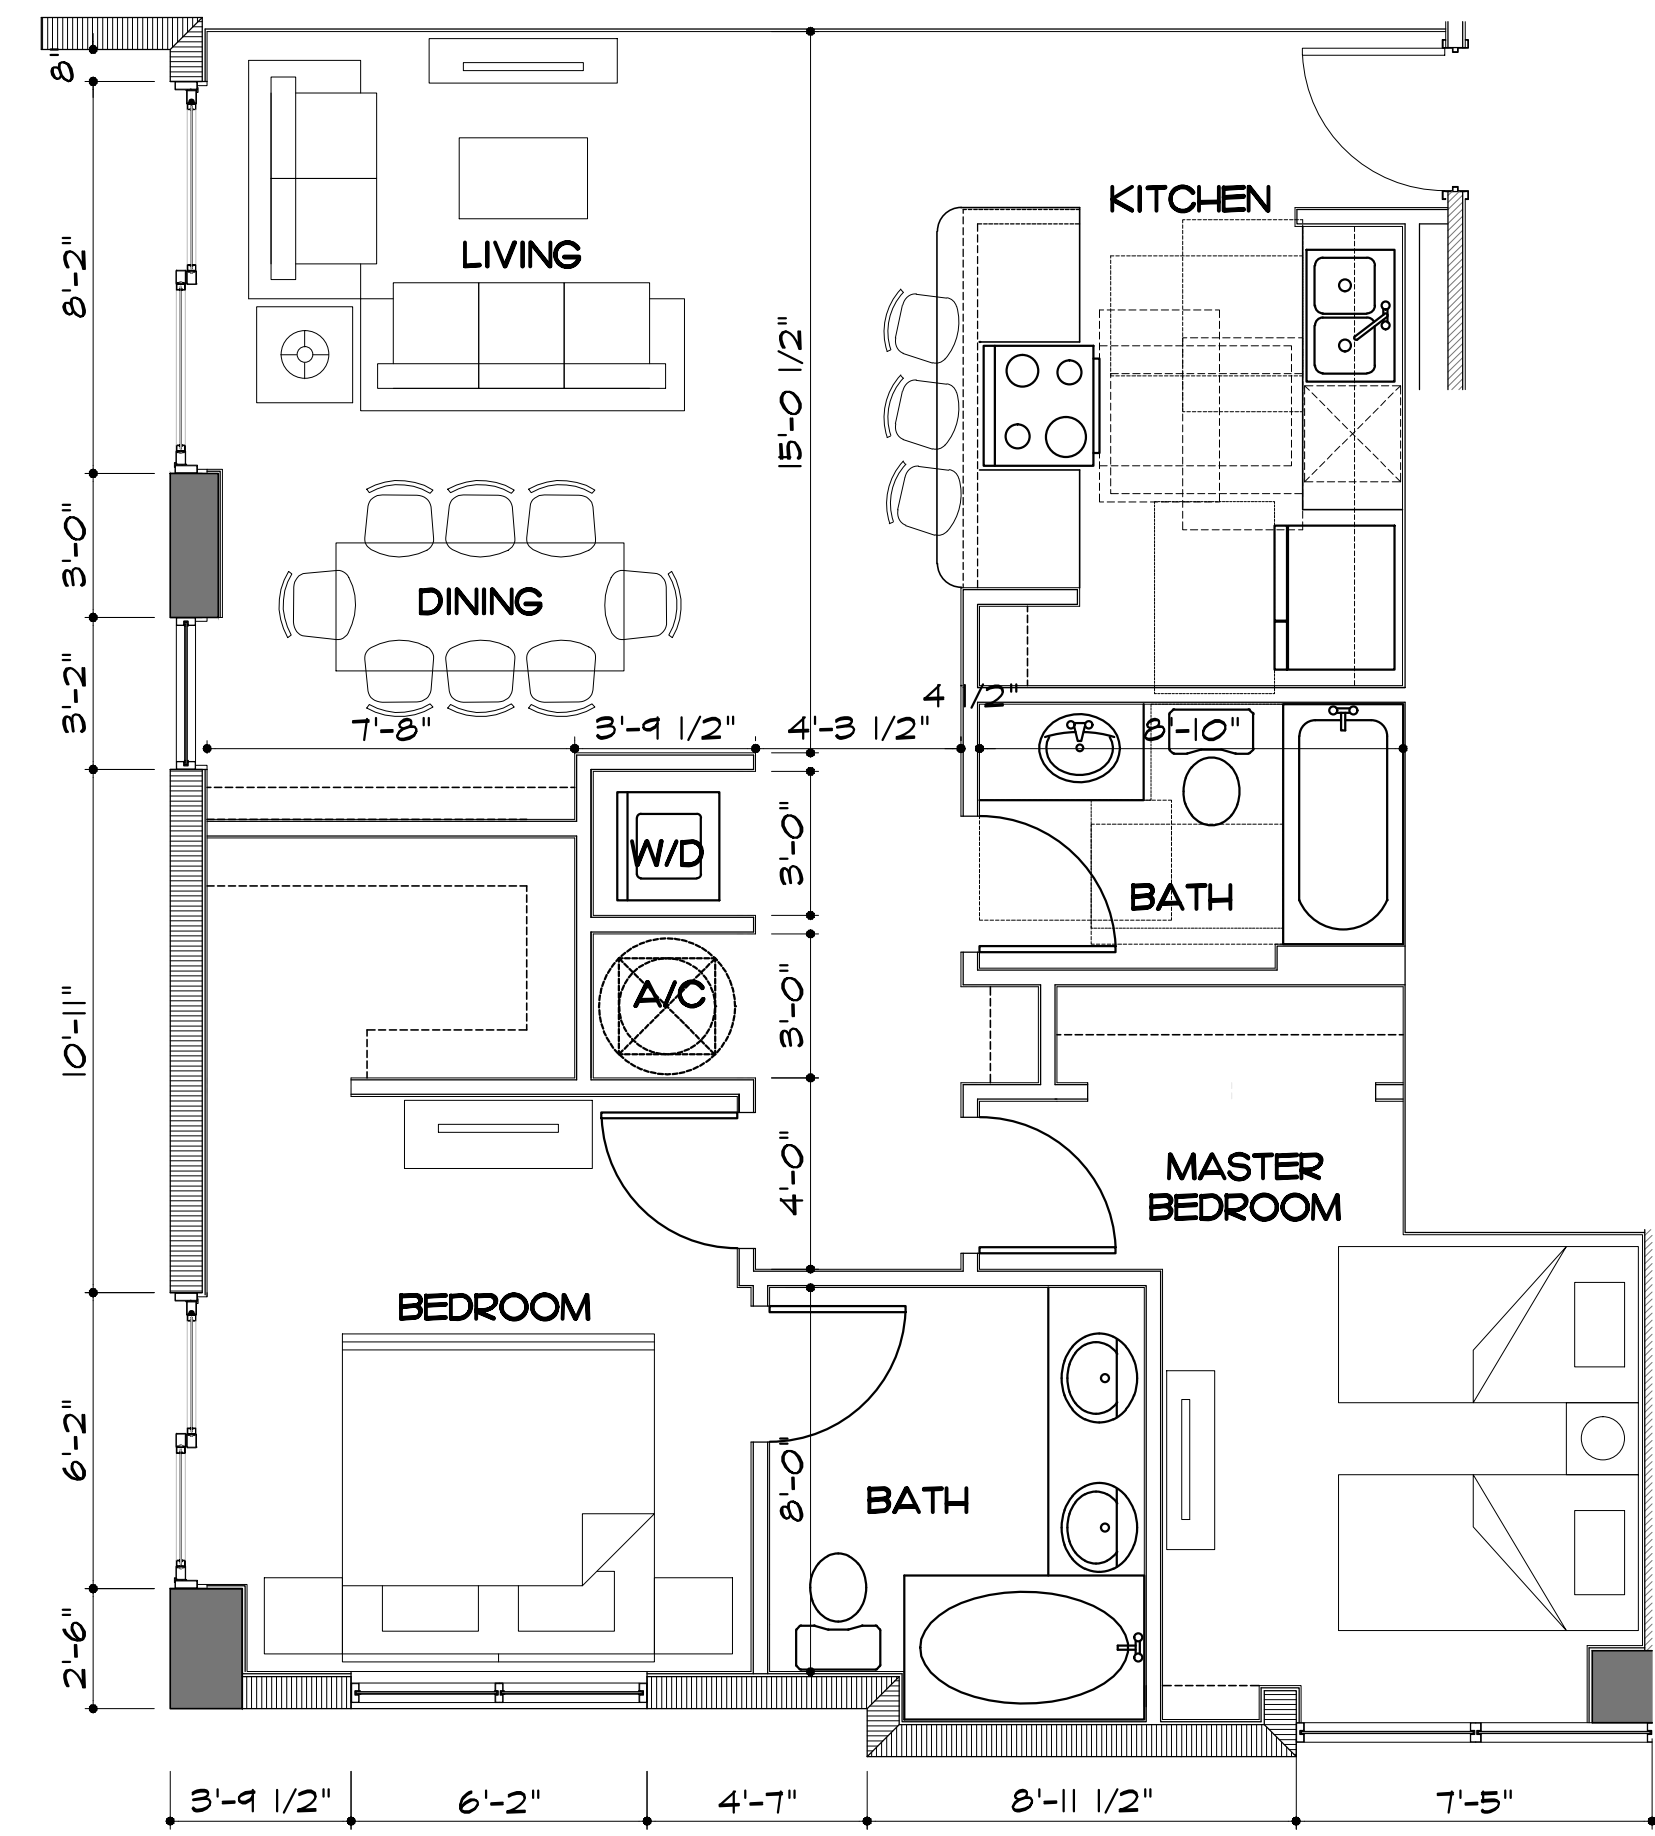 8"
KITCHEN
LIVING
8'-2"
15'-0 1/2"
3'-0"
DINING
3'-2"
4 1/2"
7'-8"
3'-9 1/2"
4'-3 1/2"
8'-10"
W/D
3'-0"
BATH
A/C
3'-0"
10'-11"
4'-0"
MASTER
BEDROOM
BEDROOM
6'-2"
8'-0"
BATH
2'-6"
3'-9 1/2"
6'-2"
4'-7"
8'-11 1/2"
7'-5"